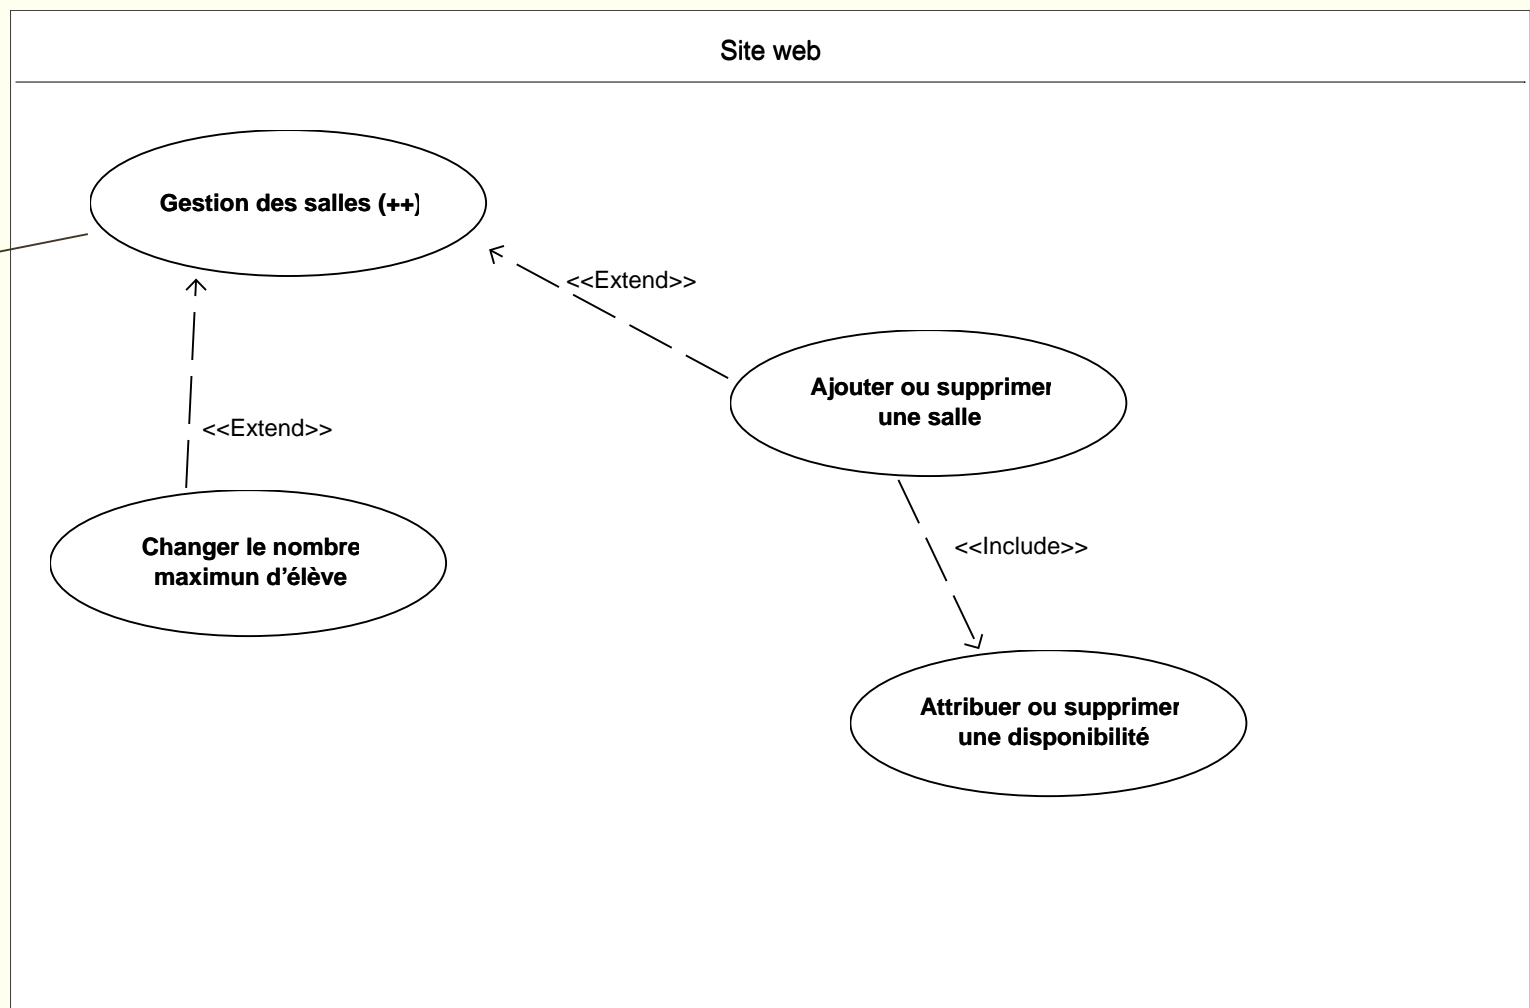 Site web
Gestion des salles (++)
<<Extend>>
Ajouter ou supprimer
une salle
<<Extend>>
<<Include>>
Changer le nombre
maximun d'élève
Attribuer ou supprimer
une disponibilité